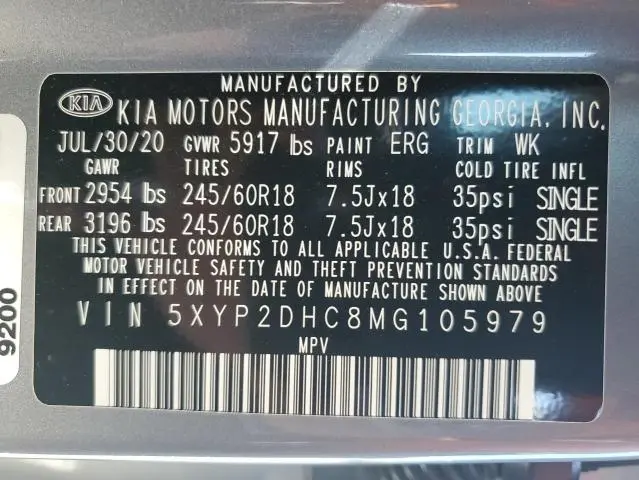 MANUFACTURED BY
KIA KIA MOTORS MANUFACTURING GEORGIA, INC.
JUL/30/20 GVWR 5917 lbs PAINT ERG TRIM WK
GAWR TIRES RIMS COLD TIRE INFL
FRONT 2954 lbs 245/60R18 7.5Jx18 35psi SINGLE
REAR 3196 lbs 245/60R18 7.5Jx18 35psi SINGLE
THIS VEHICLE CONFORMS TO ALL APPLICABLE U.S.A. FEDERAL
MOTOR VEHICLE SAFETY AND THEFT PREVENTION STANDARDS
IN EFFECT ON THE DATE OF MANUFACTURE SHOWN ABOVE.
VIN 5XYP2DHC8MG105979
MPV
9200